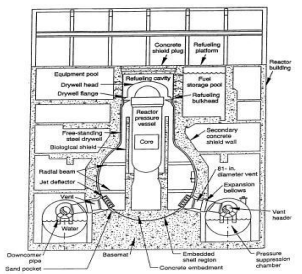 Concrete
shield plug
Refueling
platform
Reactor
building
Equipment pool
Drywell head
Drywell flange
Refueling cavity
Fuel
storage pool
Refueling
bulkhead
Reactor
pressure
vessel
Free-standing
steel drywell
Biological shield
Core
Secondary
concrete
shield wall
Radial beam
Jet deflector
81- in.
diameter vent
Expansion
bellows
Vent
Vent
header
Water
Downcomer
pipe
Sand pocket
Basemat
Embedded
shell region
Concrete embedment
Pressure
suppression
chamber